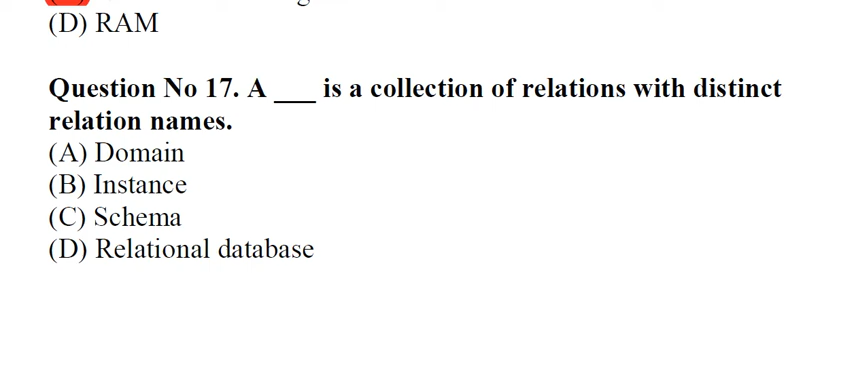 (D) RAM
Question No 17. A ___ is a collection of relations with distinct
relation names.
(A) Domain
(B) Instance
(C) Schema
(D) Relational database